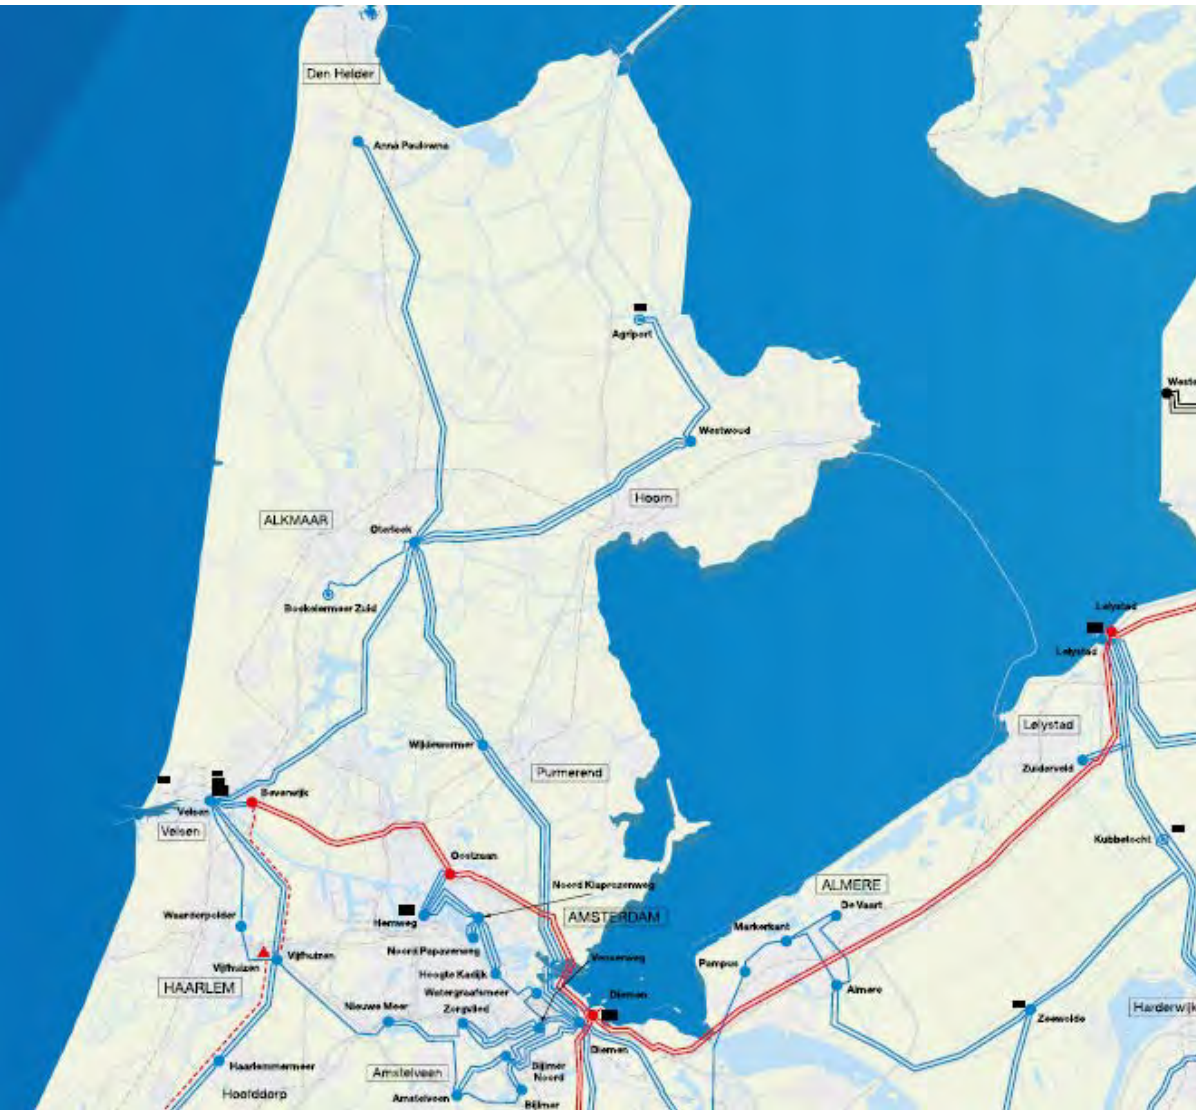 Den Helder
Anna Paulowna
Agriport
Weste
Westwoud
Hoorn
ALKMAAR
Oterleek
Boekelermeer Zuid
Lelystad
Lelystad
Lelystad
Wijdewormer
Purmerend
Zuiderveld
Beverwijk
Velsen
Velsen
Kubbetocht
Oostzaan
Noord Klaprozenweg
ALMERE
De Vaart
Waarderpolder
Hemweg
AMSTERDAM
Markerkant
Noord Papaverweg
Vijfhuizen
Vijfhuizen
Venserweg
Pampus
Hoogte Kadijk
HAARLEM
Watergraafsmeer
Diemen
Almere
Nieuwe Meer
Zorgvlied
Zeewolde
Harderwijk
Diemen
Haarlemmermeer
Amstelveen
Bijlmer
Noord
Hoofddorp
Amstelveen
Bijlmer